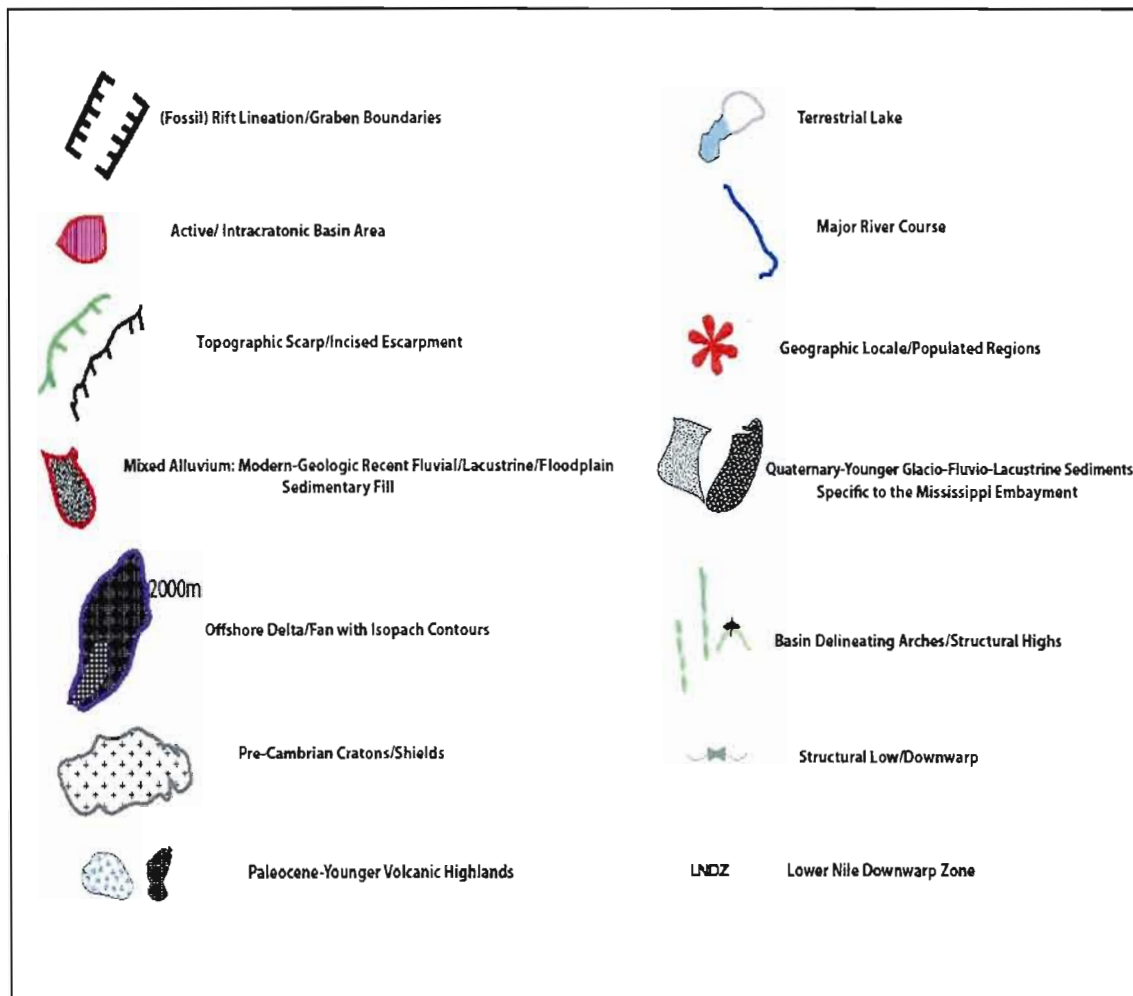 (Fossil) Rift Lineation/Graben Boundaries
Active/ Intracratonic Basin Area
Topographic Scarp/Incised Escarpment
Mixed Alluvium: Modern-Geologic Recent Fluvial/Lacustrine/Floodplain
Sedimentary Fill
2000m
Offshore Delta/Fan with Isopach Contours
Pre-Cambrian Cratons/Shields
Paleocene-Younger Volcanic Highlands
Terrestrial Lake
Major River Course
Geographic Locale/Populated Regions
Quaternary-Younger Glacio-Fluvio-Lacustrine Sediments
Specific to the Mississippi Embayment
Basin Delineating Arches/Structural Highs
Structural Low/Downwarp
LNDZ
Lower Nile Downwarp Zone